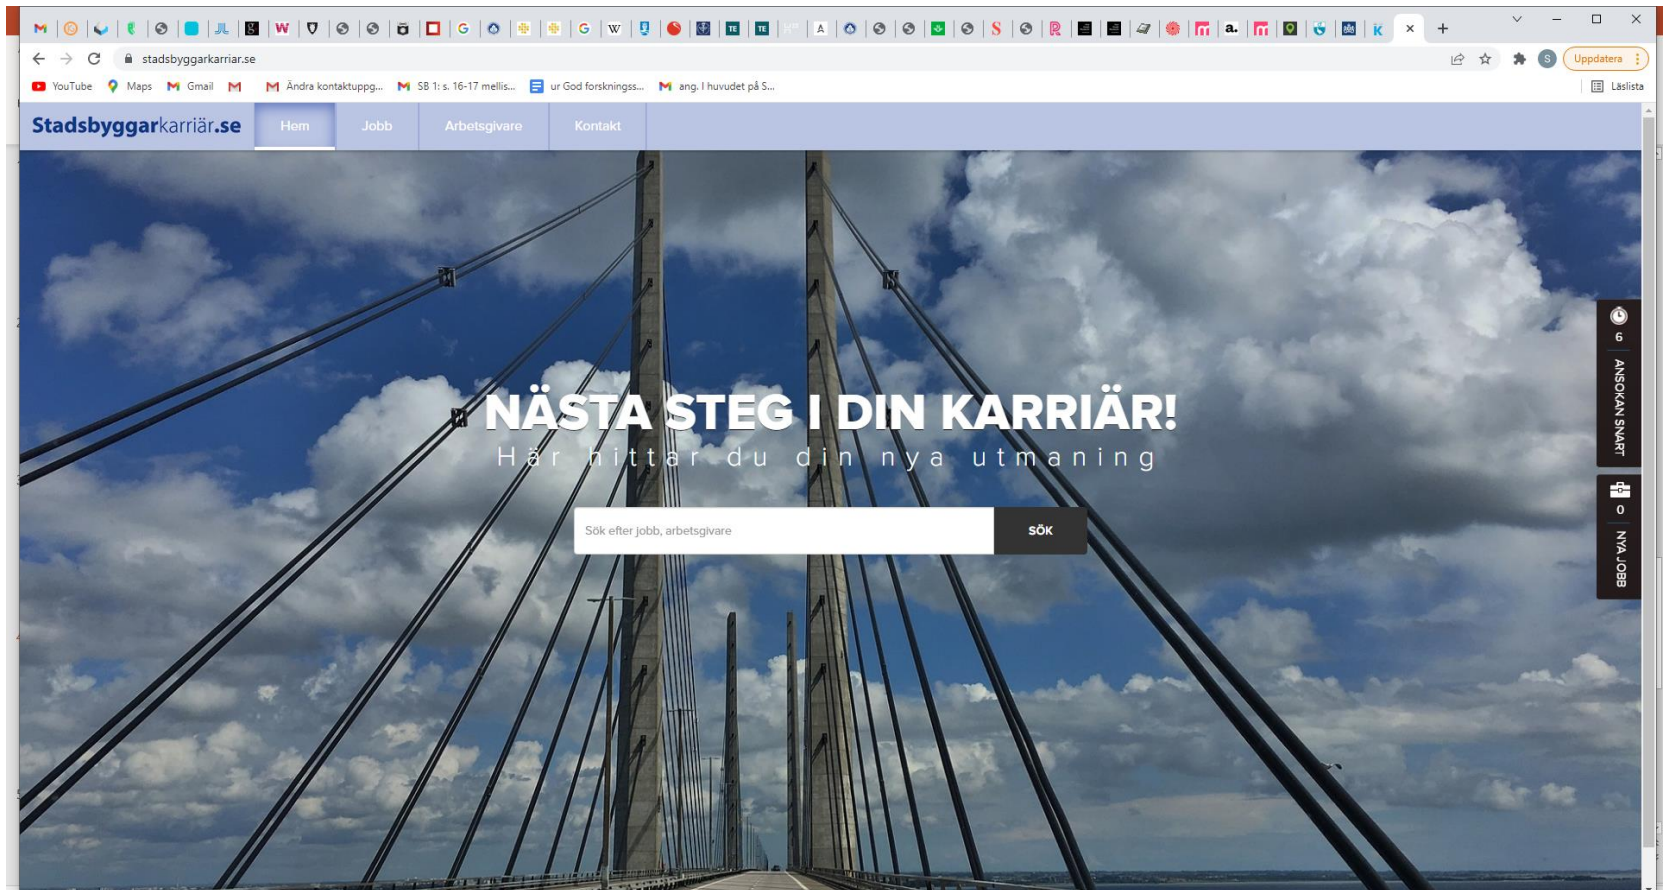 stadsbyggarkarriar.se
S
Uppdatera
YouTube
Maps
Gmail
Ändra kontaktuppg...
SB 1: s. 16-17 mellis...
ur God forskningss...
ang. I huvudet på S...
Läslista
Stadsbyggarkarriär.se
Hem
Jobb
Arbetsgivare
Kontakt
NÄSTA STEG I DIN KARRIÄR!
Här hittar du din nya utmaning
Sök efter jobb, arbetsgivare
SÖK
6
ANSOKAN SNART
0
NYA JOBB